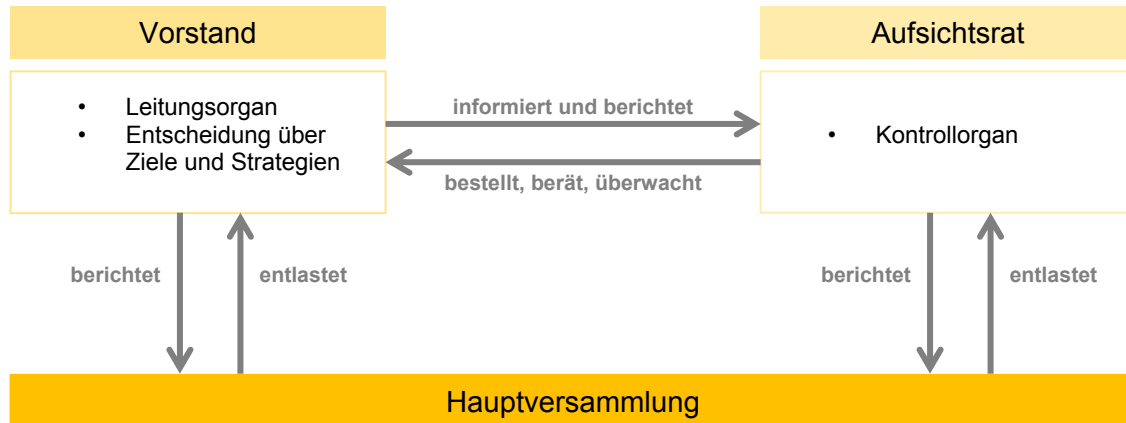 Vorstand
Aufsichtsrat
• Leitungsorgan
• Entscheidung über
Ziele und Strategien
informiert und berichtet
bestellt, berät, überwacht
• Kontrollorgan
berichtet
entlastet
berichtet
entlastet
Hauptversammlung